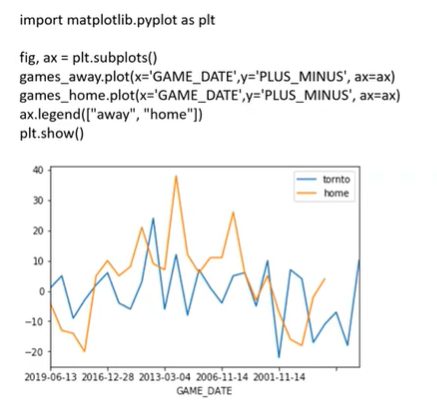 import matplotlib.pyplot as plt
fig, ax = plt.subplots()
games_away.plot(x='GAME_DATE',y='PLUS_MINUS', ax=ax)
games_home.plot(x='GAME_DATE',y='PLUS_MINUS', ax=ax)
ax.legend(["away", "home"])
plt.show()
40
tornto
home
30
20
10
0
−10
−20
2019-06-13 2016-12-28 2013-03-04 2006-11-14 2001-11-14
GAME_DATE